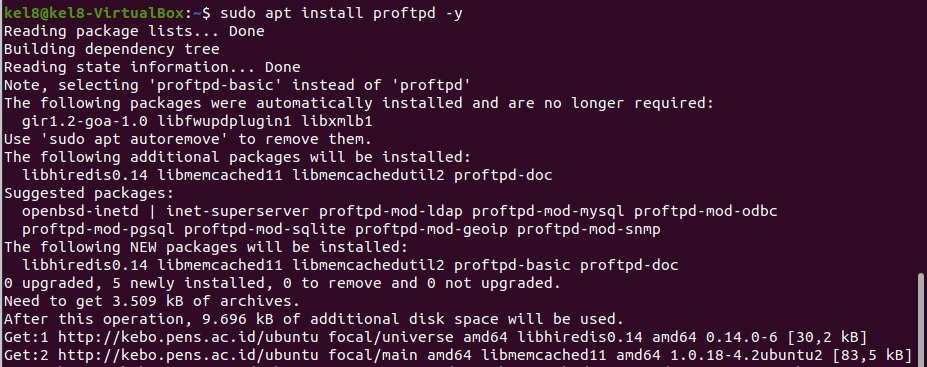 kel8@kel8-VirtualBox:~$ sudo apt install proftpd -y
Reading package lists... Done
Building dependency tree
Reading state information... Done
Note, selecting 'proftpd-basic' instead of 'proftpd'
The following packages were automatically installed and are no longer required:
  gir1.2-goa-1.0 libfwupdplugin1 libxmlb1
Use 'sudo apt autoremove' to remove them.
The following additional packages will be installed:
  libhiredis0.14 libmemcached11 libmemcachedutil2 proftpd-doc
Suggested packages:
  openbsd-inetd | inet-superserver proftpd-mod-ldap proftpd-mod-mysql proftpd-mod-odbc
  proftpd-mod-pgsql proftpd-mod-sqlite proftpd-mod-geoip proftpd-mod-snmp
The following NEW packages will be installed:
  libhiredis0.14 libmemcached11 libmemcachedutil2 proftpd-basic proftpd-doc
0 upgraded, 5 newly installed, 0 to remove and 0 not upgraded.
Need to get 3.509 kB of archives.
After this operation, 9.696 kB of additional disk space will be used.
Get:1 http://kebo.pens.ac.id/ubuntu focal/universe amd64 libhiredis0.14 amd64 0.14.0-6 [30,2 kB]
Get:2 http://kebo.pens.ac.id/ubuntu focal/main amd64 libmemcached11 amd64 1.0.18-4.2ubuntu2 [83,5 kB]